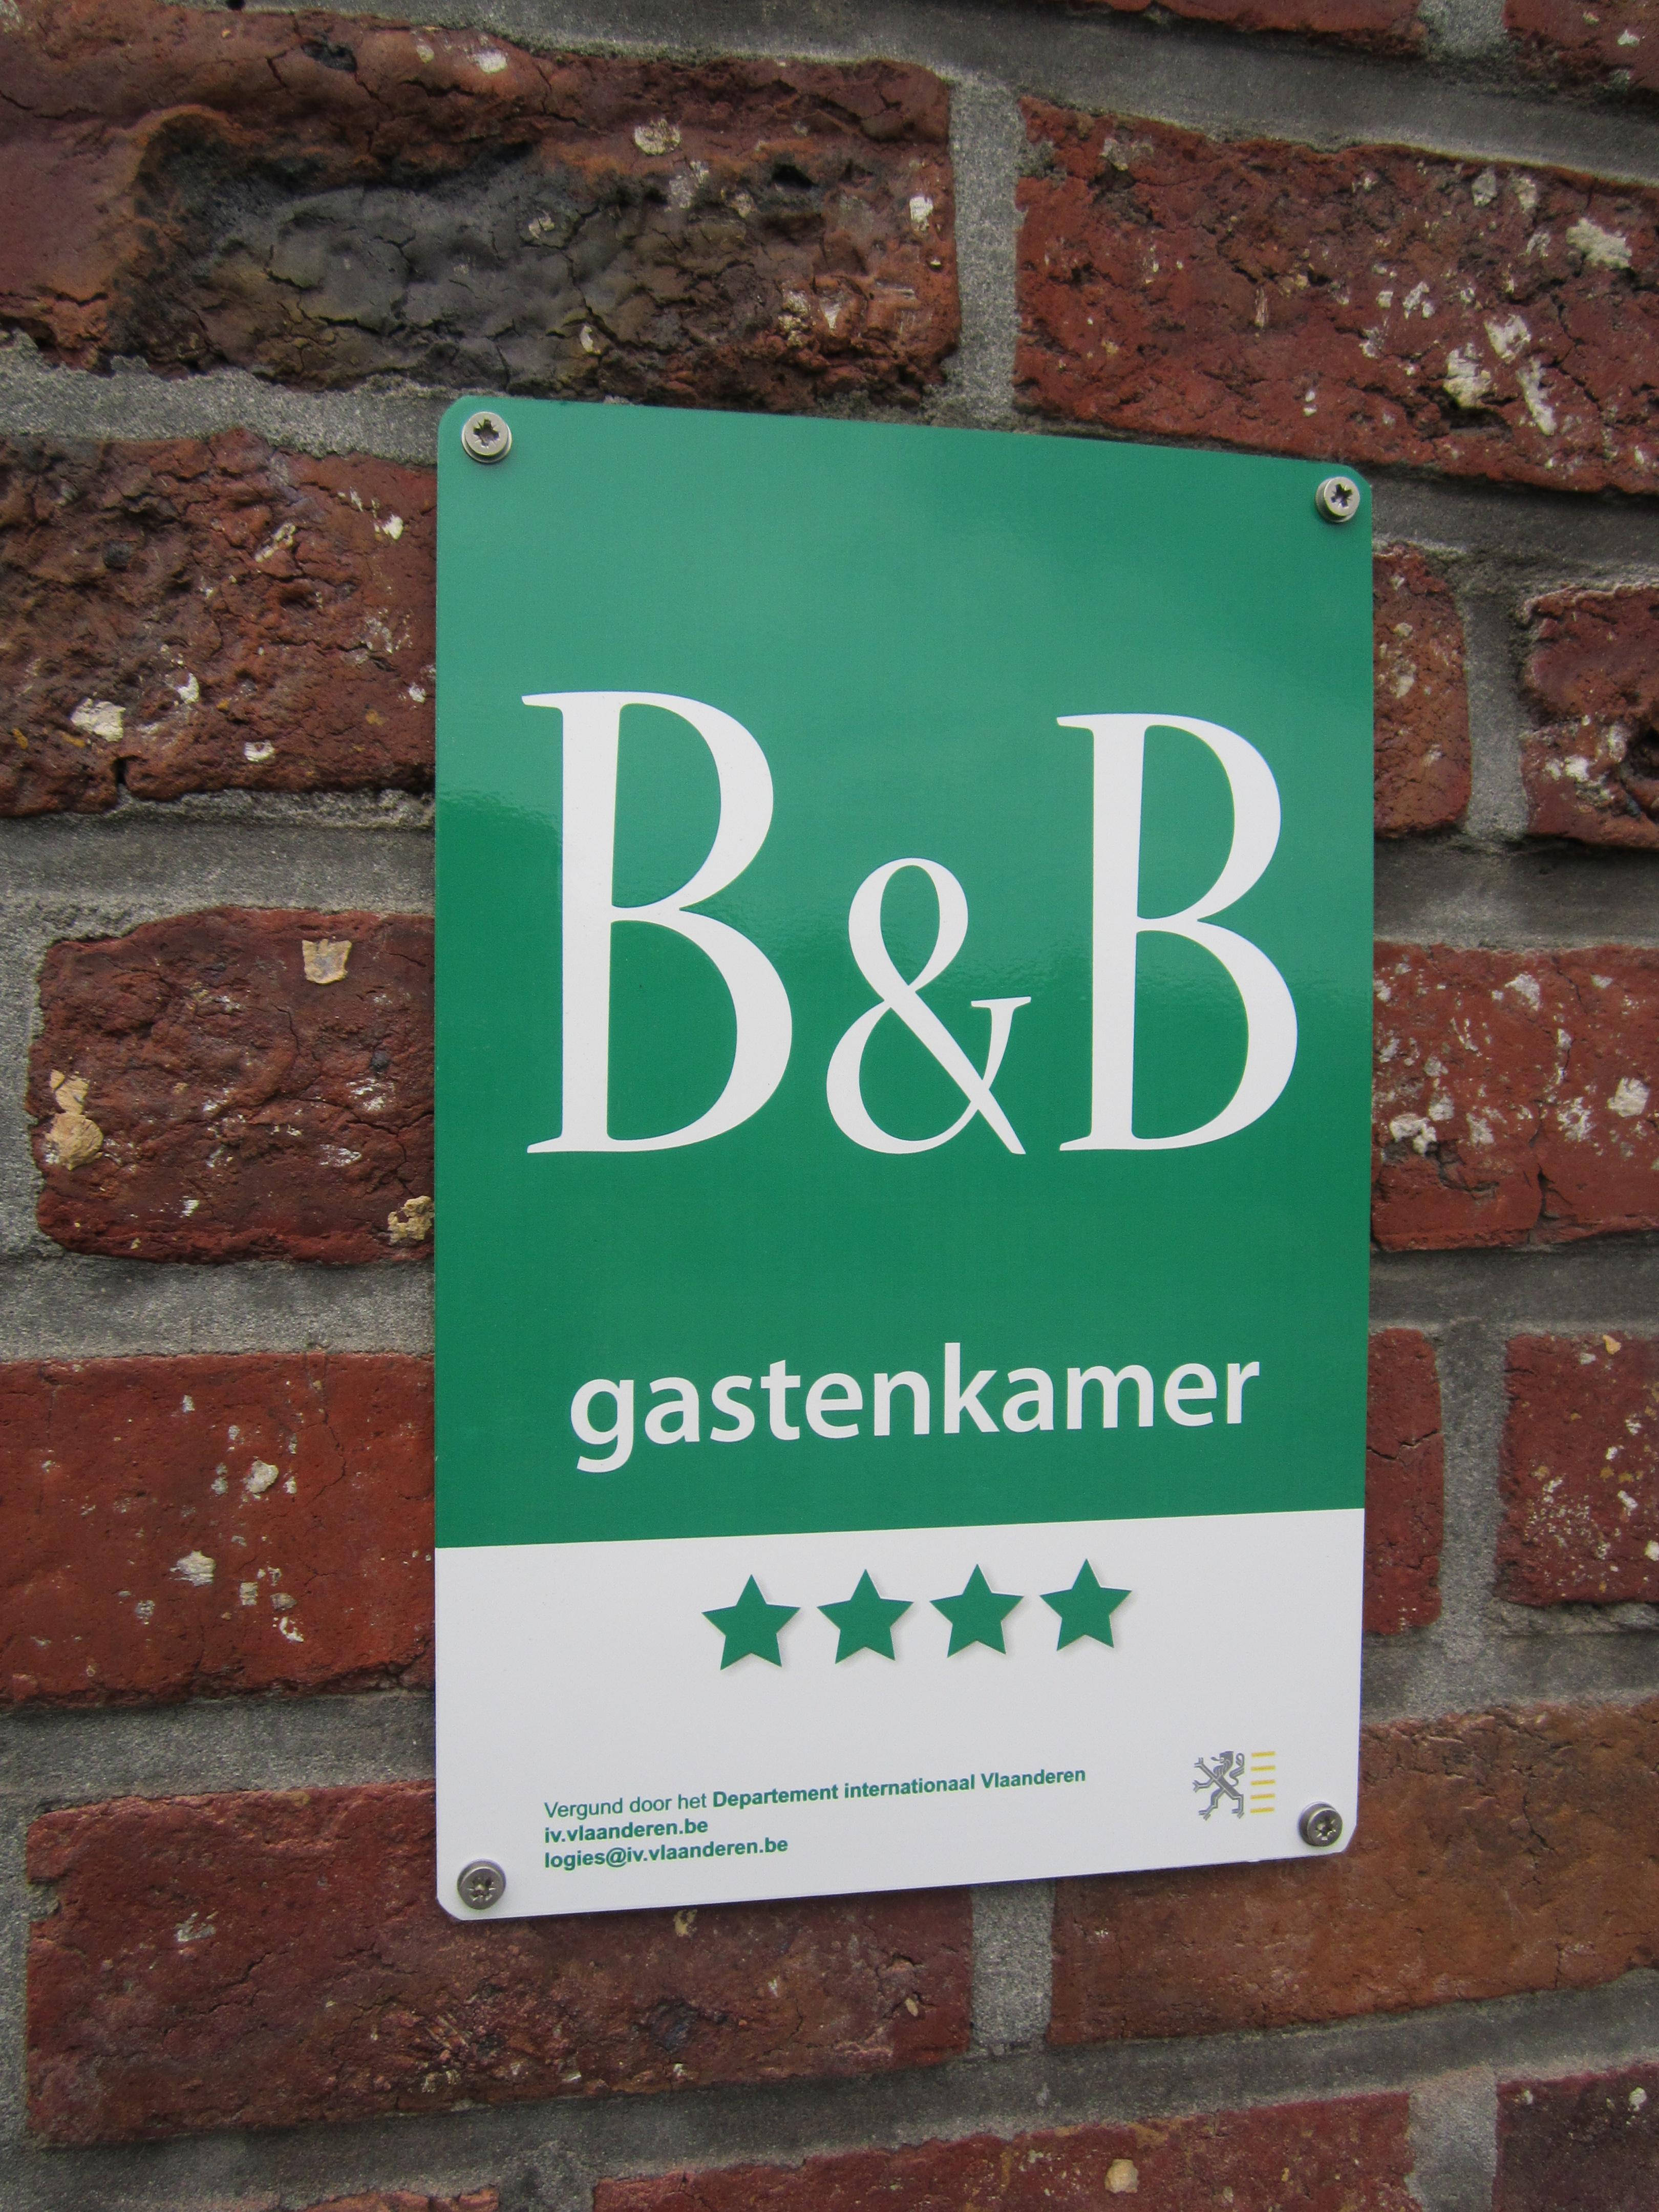 B&B
gastenkamer
Vergund door het Departement internationaal Vlaanderen
iv.vlaanderen.be
logies@iv.vlaanderen.be